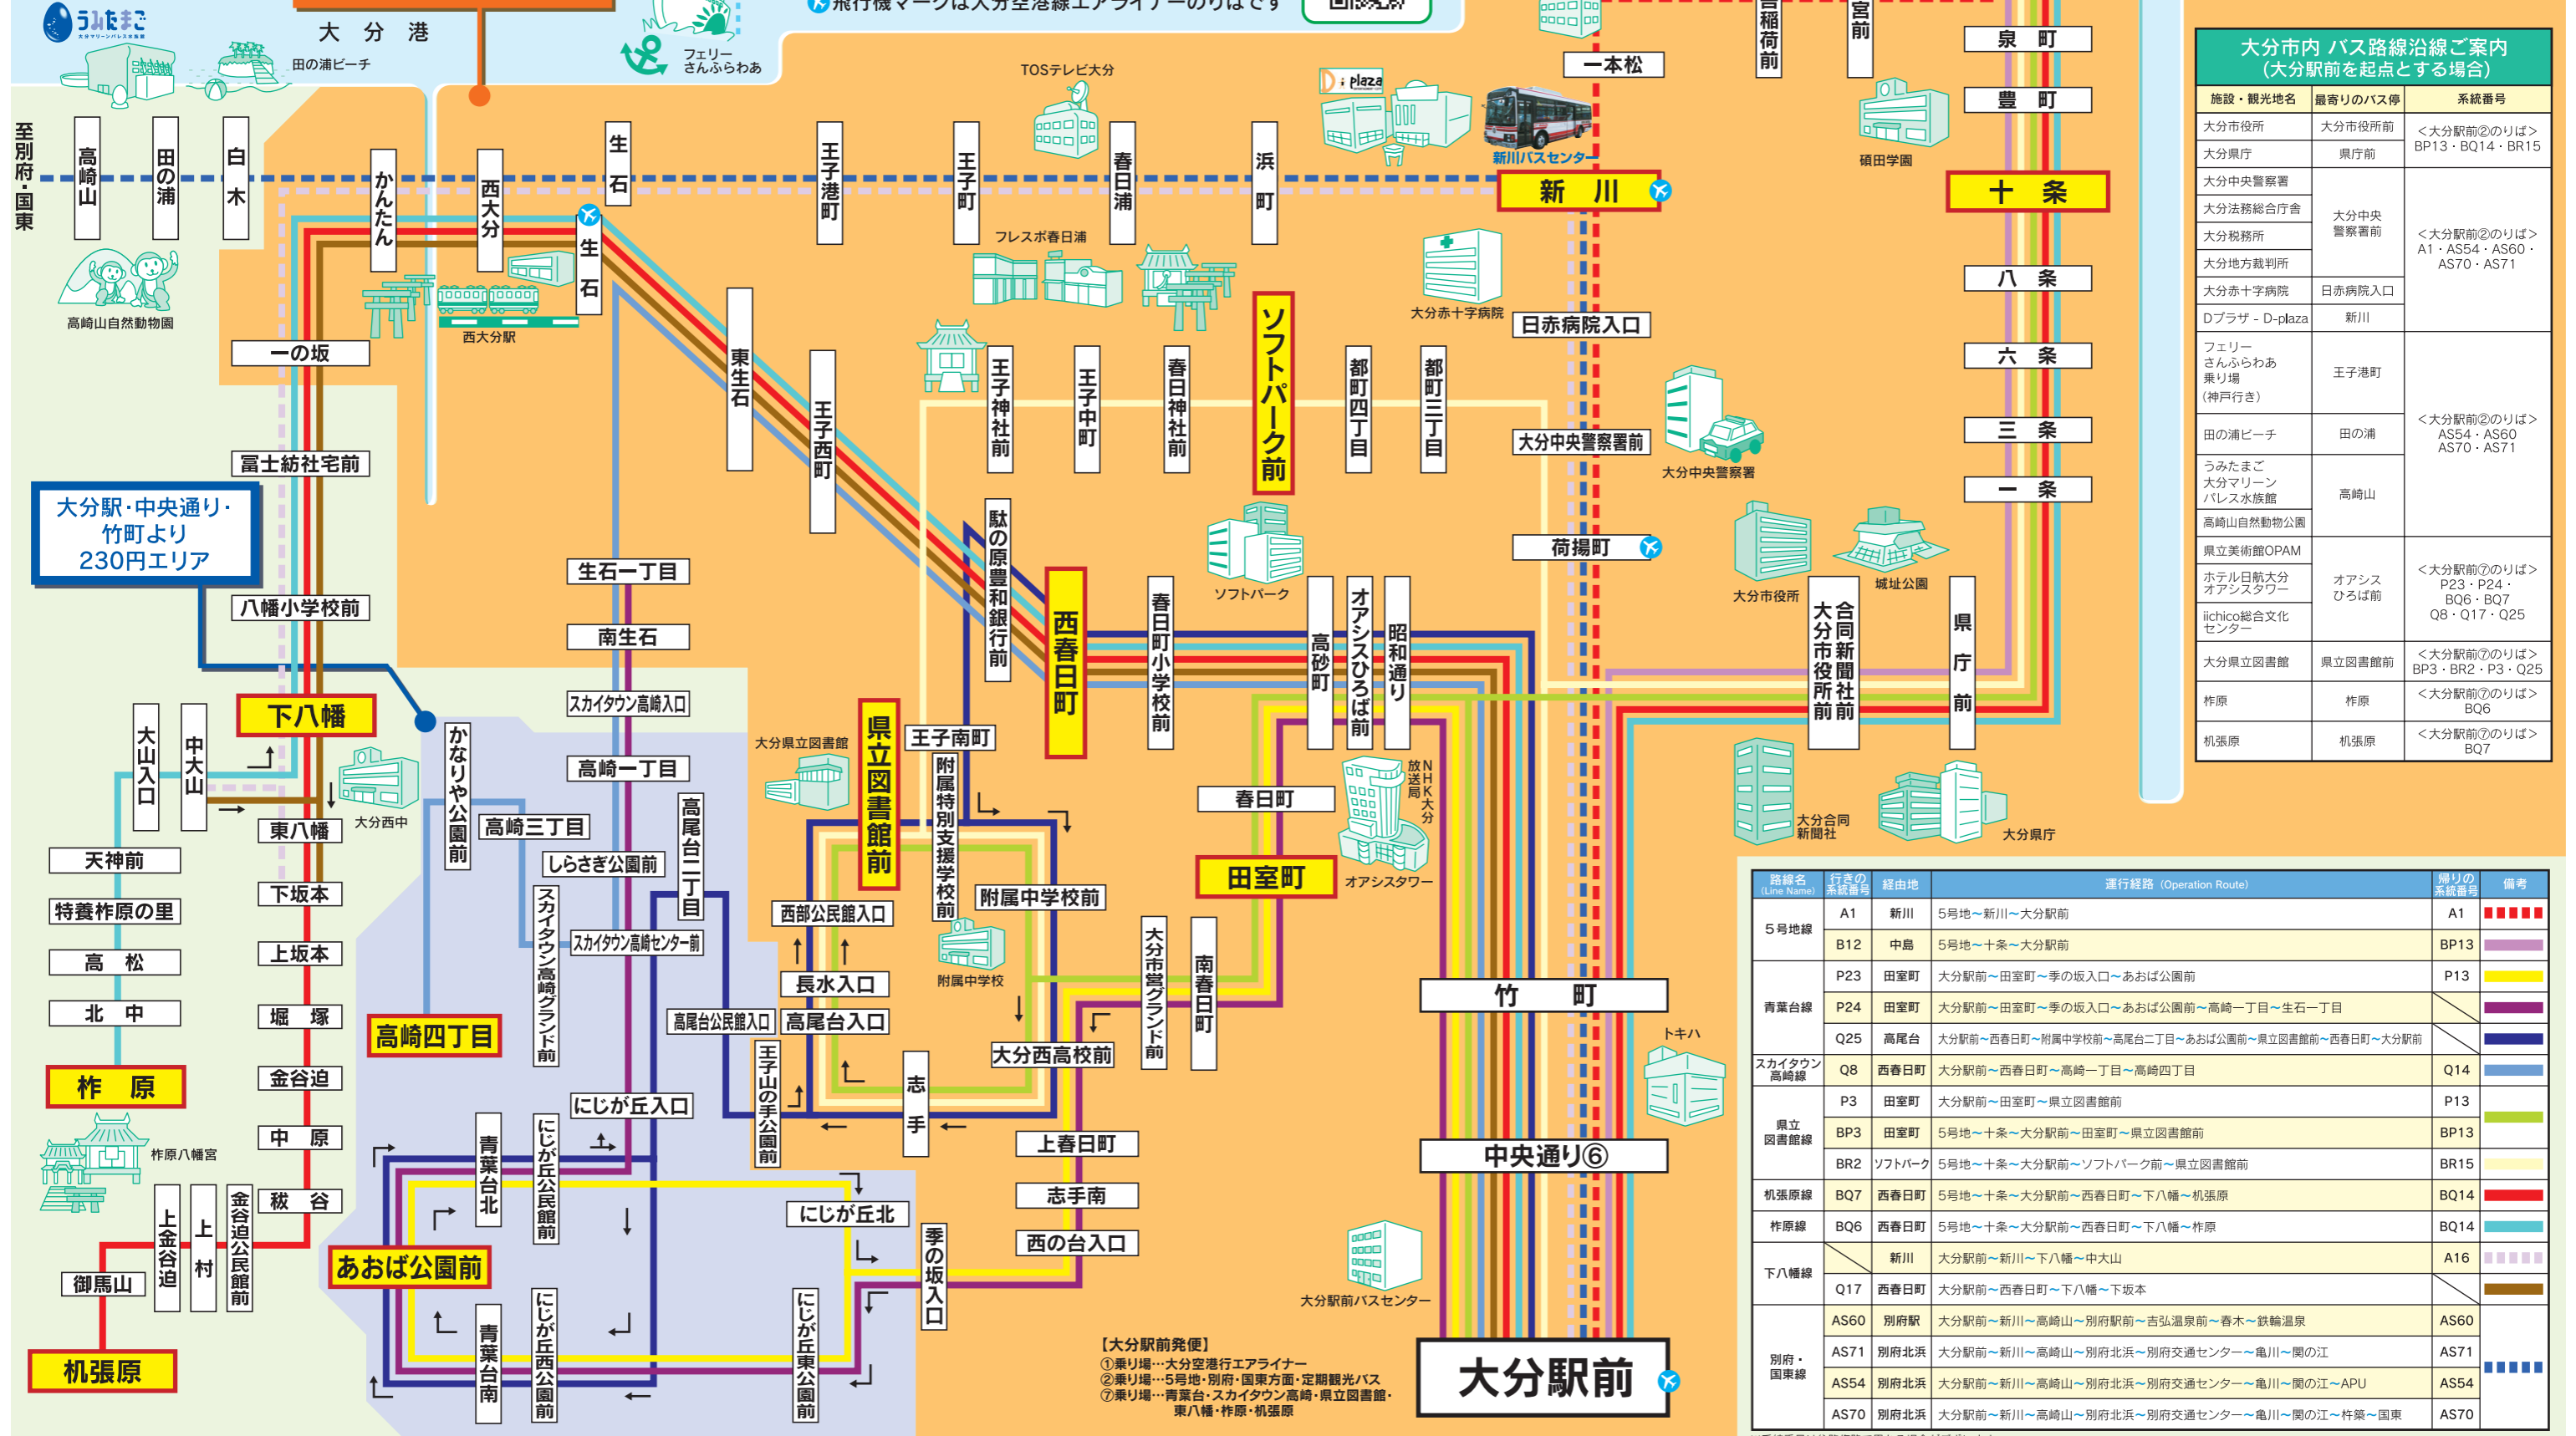 うみたまご
大分マリーンパレス水族館
大分港
田の浦ビーチ
フェリー
さんふらわあ
飛行機マークは大分空港線エアライナーのりばです
至別府・国東
高崎山
田の浦
白木
かんたん
西大分
生石
生石
王子港町
王子町
TOSテレビ大分
春日浦
浜町
D i plaza
新川バスセンター
新川
一本松
稲荷前
宮前
泉町
豊町
碩田学園
十条
八条
六条
三条
一条
高崎山自然動物園
西大分駅
フレスポ春日浦
大分赤十字病院
日赤病院入口
大分中央警察署前
大分中央警察署
荷揚町
一の坂
冨士紡社宅前
八幡小学校前
下八幡
大分駅・中央通り・
竹町より
230円エリア
東生石
王子西町
王子神社前
王子中町
春日神社前
ソフトパーク前
都町四丁目
都町三丁目
ソフトパーク
駄の原豊和銀行前
西春日町
春日町小学校前
高砂町
オアシスひろば前
昭和通り
大分市役所
城址公園
合同新聞社前
大分市役所前
県庁前
生石一丁目
南生石
スカイタウン高崎入口
高崎一丁目
しらさぎ公園前
スカイタウン高崎センター前
大山入口
中大山
大分西中
東八幡
下坂本
上坂本
堀塚
金谷迫
中原
秡谷
天神前
特養柞原の里
高松
北中
柞原
柞原八幡宮
上金谷迫
上村
金谷迫公民館前
御馬山
机張原
かなりや公園前
高崎三丁目
高崎四丁目
スカイタウン高崎グランド前
高尾台二丁目
高尾台公民館入口
にじが丘入口
大分県立図書館
県立図書館前
王子南町
附属特別支援学校前
附属中学校前
附属中学校
西部公民館入口
長水入口
高尾台入口
王子山の手公園前
志手
大分西高校前
上春日町
志手南
西の台入口
季の坂入口
大分市営グランド前
南春日町
春日町
田室町
NHK大分
放送局
オアシスタワー
大分合同
新聞社
大分県庁
竹町
トキハ
中央通り⑥
大分駅前バスセンター
大分駅前
青葉台北
にじが丘公民館前
にじが丘北
あおば公園前
青葉台南
にじが丘西公園前
にじが丘東公園前
【大分駅前発便】
①乗り場…大分空港行エアライナー
②乗り場…5号地・別府・国東方面・定期観光バス
⑦乗り場…青葉台・スカイタウン高崎・県立図書館・
東八幡・柞原・机張原
大分市内 バス路線沿線ご案内
(大分駅前を起点とする場合)
施設・観光地名 最寄りのバス停 系統番号
大分市役所 大分市役所前 <大分駅前②のりば>
BP13・BQ14・BR15
大分県庁 県庁前
大分中央警察署
大分法務総合庁舎
大分税務所
大分地方裁判所
大分中央
警察署前
<大分駅前②のりば>
A1・AS54・AS60・
AS70・AS71
大分赤十字病院 日赤病院入口
Dプラザ - D-plaza 新川
フェリー
さんふらわあ
乗り場
(神戸行き)
王子港町
<大分駅前②のりば>
AS54・AS60
AS70・AS71
田の浦ビーチ 田の浦
うみたまご
大分マリーン
パレス水族館
高崎山
高崎山自然動物公園
県立美術館OPAM
ホテル日航大分
オアシスタワー
iichico総合文化
センター
オアシス
ひろば前
<大分駅前⑦のりば>
P23・P24・
BQ6・BQ7
Q8・Q17・Q25
大分県立図書館 県立図書館前 <大分駅前⑦のりば>
BP3・BR2・P3・Q25
柞原 柞原 <大分駅前⑦のりば>
BQ6
机張原 机張原 <大分駅前⑦のりば>
BQ7
路線名 (Line Name) 行きの系統番号 経由地 運行経路 (Operation Route) 帰りの系統番号 備考
5号地線 A1 新川 5号地~新川~大分駅前 A1
B12 中島 5号地~十条~大分駅前 BP13
青葉台線 P23 田室町 大分駅前~田室町~季の坂入口~あおば公園前 P13
P24 田室町 大分駅前~田室町~季の坂入口~あおば公園前~高崎一丁目~生石一丁目
Q25 高尾台 大分駅前~西春日町~附属中学校前~高尾台二丁目~あおば公園前~県立図書館前~西春日町~大分駅前
スカイタウン高崎線 Q8 西春日町 大分駅前~西春日町~高崎一丁目~高崎四丁目 Q14
県立図書館線 P3 田室町 大分駅前~田室町~県立図書館前 P13
BP3 田室町 5号地~十条~大分駅前~田室町~県立図書館前 BP13
BR2 ソフトパーク 5号地~十条~大分駅前~ソフトパーク前~県立図書館前 BR15
机張原線 BQ7 西春日町 5号地~十条~大分駅前~西春日町~下八幡~机張原 BQ14
柞原線 BQ6 西春日町 5号地~十条~大分駅前~西春日町~下八幡~柞原 BQ14
下八幡線 新川 大分駅前~新川~下八幡~中大山 A16
Q17 西春日町 大分駅前~西春日町~下八幡~下坂本
別府・国東線 AS60 別府駅 大分駅前~新川~高崎山~別府駅前~吉弘温泉前~春木~鉄輪温泉 AS60
AS71 別府北浜 大分駅前~新川~高崎山~別府北浜~別府交通センター~亀川~関の江 AS71
AS54 別府北浜 大分駅前~新川~高崎山~別府北浜~別府交通センター~亀川~関の江~APU AS54
AS70 別府北浜 大分駅前~新川~高崎山~別府北浜~別府交通センター~亀川~関の江~杵築~国東 AS70